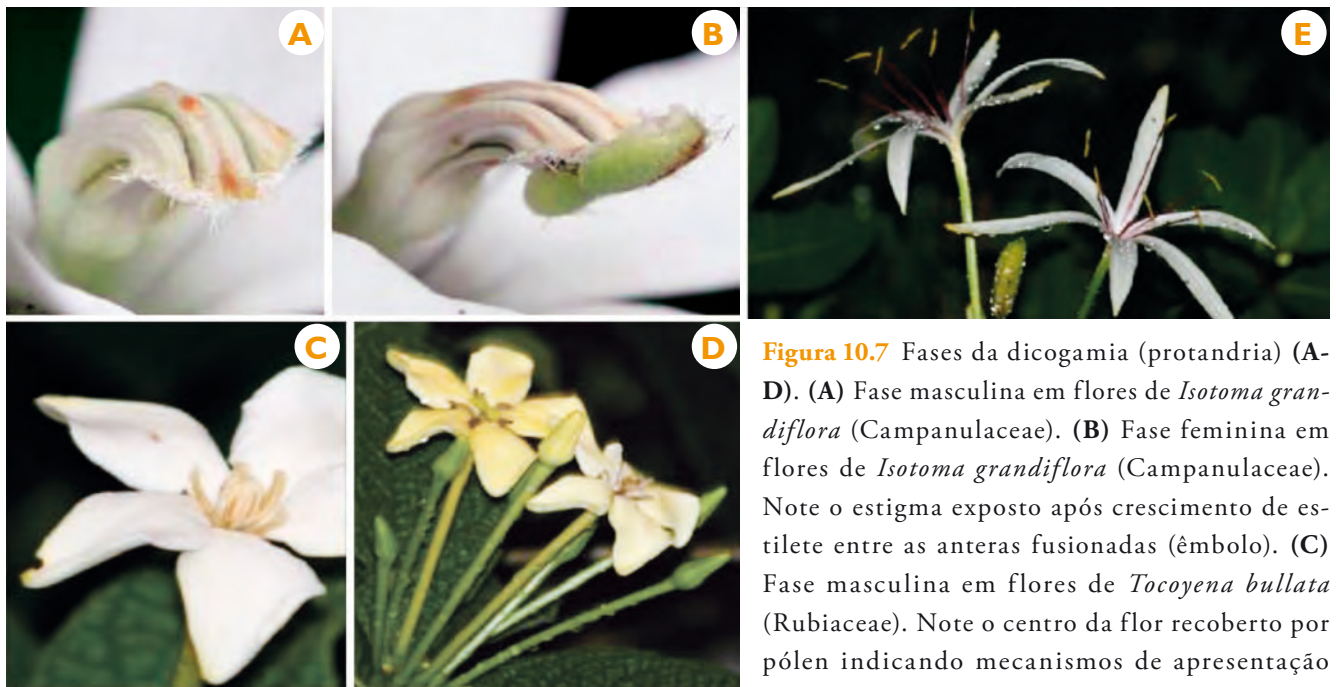 A
B
E
C
D
Figura 10.7 Fases da dicogamia (protandria) (A-
D). (A) Fase masculina em flores de Isotoma gran-
diflora (Campanulaceae). (B) Fase feminina em
flores de Isotoma grandiflora (Campanulaceae).
Note o estigma exposto após crescimento de es-
tilete entre as anteras fusionadas (êmbolo). (C)
Fase masculina em flores de Tocoyena bullata
(Rubiaceae). Note o centro da flor recoberto por
pólen indicando mecanismos de apresentação